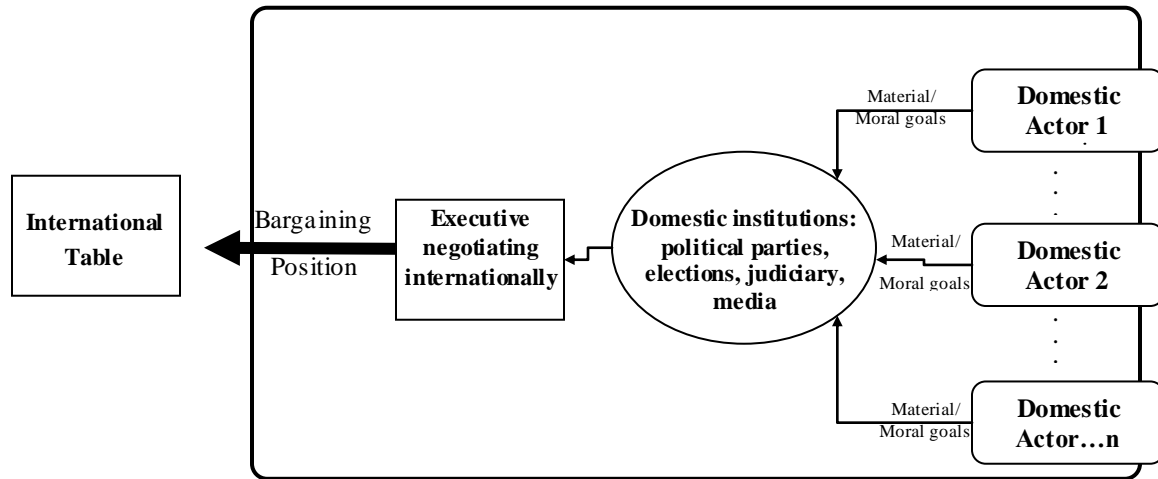 International
Table
Bargaining
Position
Executive
negotiating
internationally
Domestic institutions:
political parties,
elections, judiciary,
media
Material/
Moral goals
Domestic
Actor 1
Material/
Moral goals
Domestic
Actor 2
Material/
Moral goals
Domestic
Actor…n